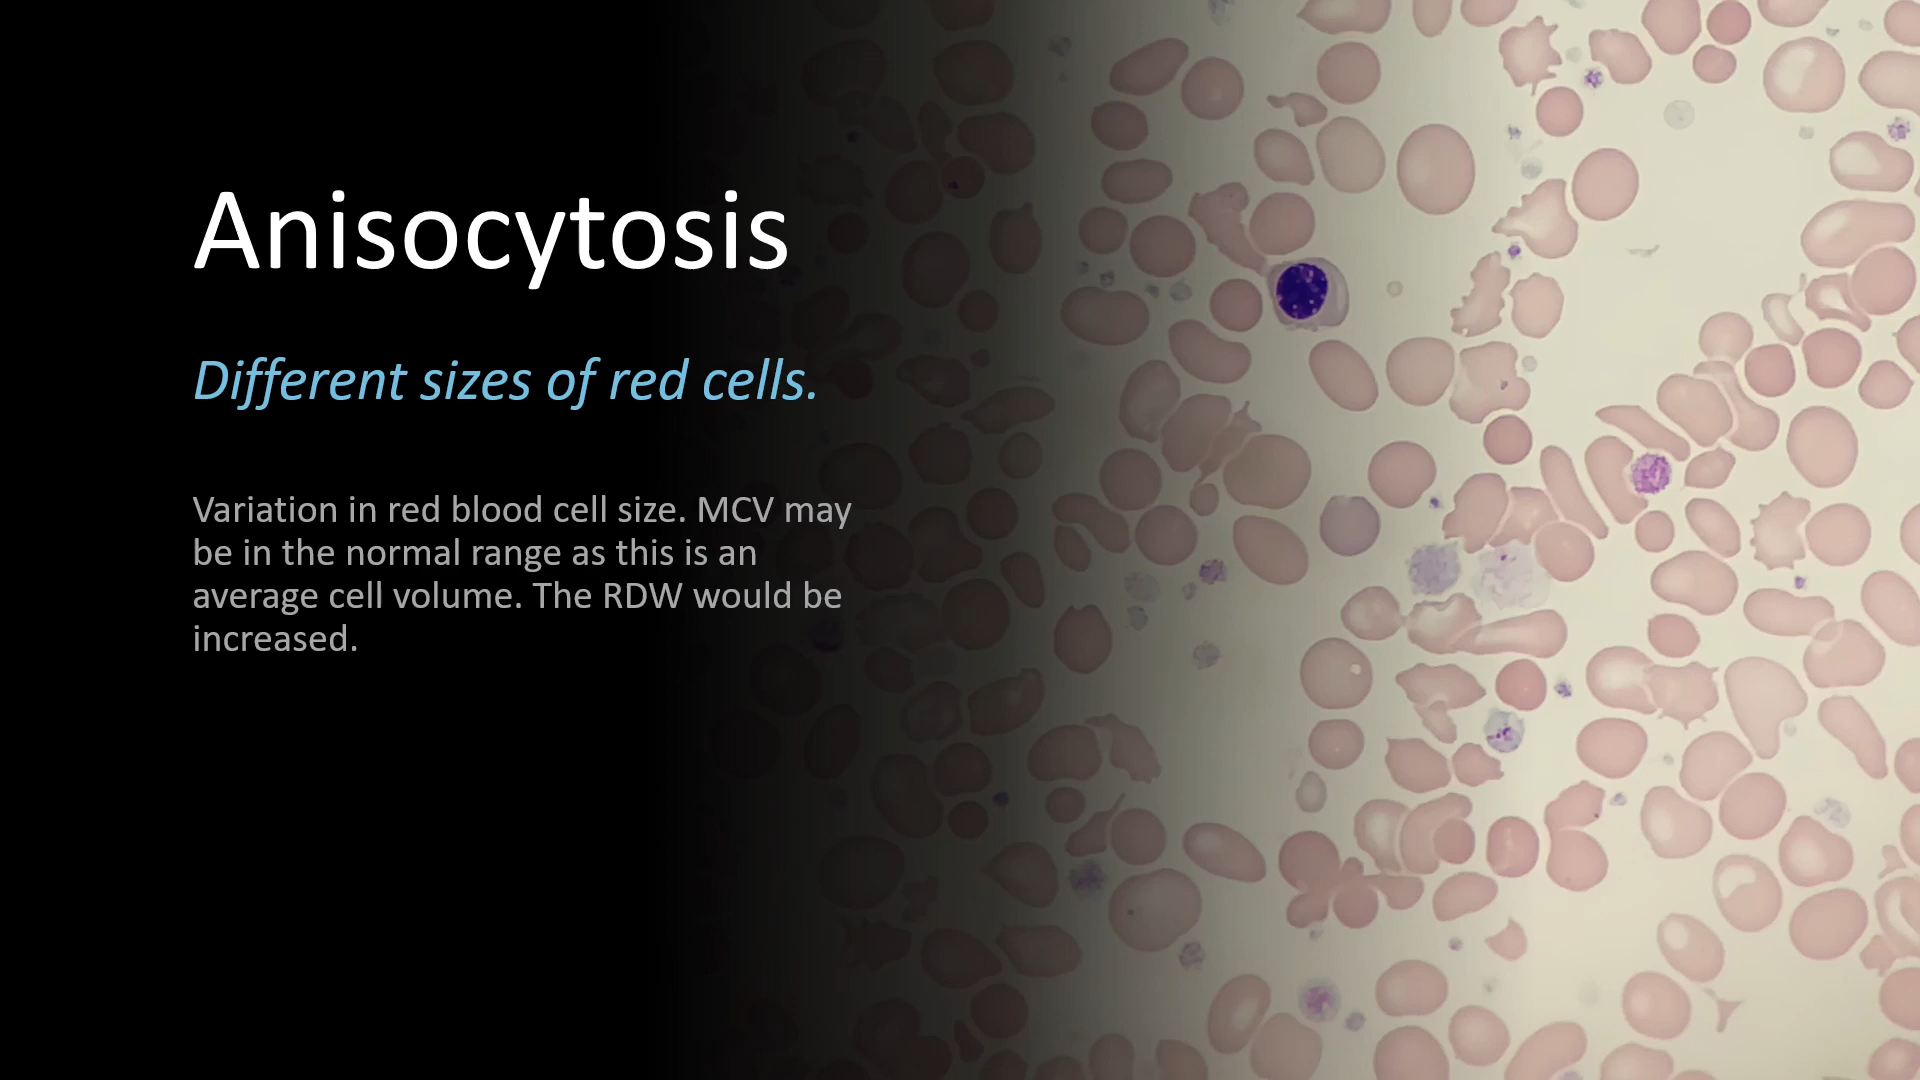 Anisocytosis
Different sizes of red cells.
Variation in red blood cell size. MCV may
be in the normal range as this is an
average cell volume. The RDW would be
increased.